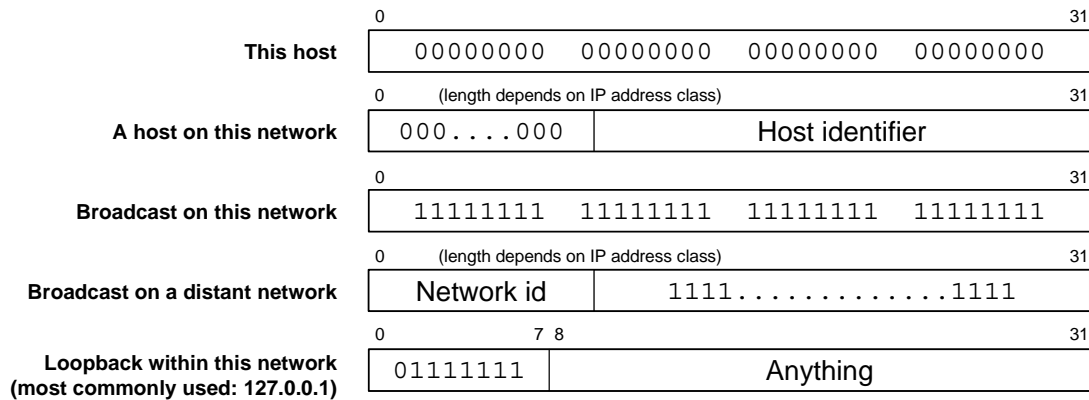 0 31
This host 00000000 00000000 00000000 00000000
0 (length depends on IP address class) 31
A host on this network 000....000 Host identifier
0 31
Broadcast on this network 11111111 11111111 11111111 11111111
0 (length depends on IP address class) 31
Broadcast on a distant network Network id 1111.............1111
0 7 8 31
Loopback within this network
(most commonly used: 127.0.0.1) 01111111 Anything